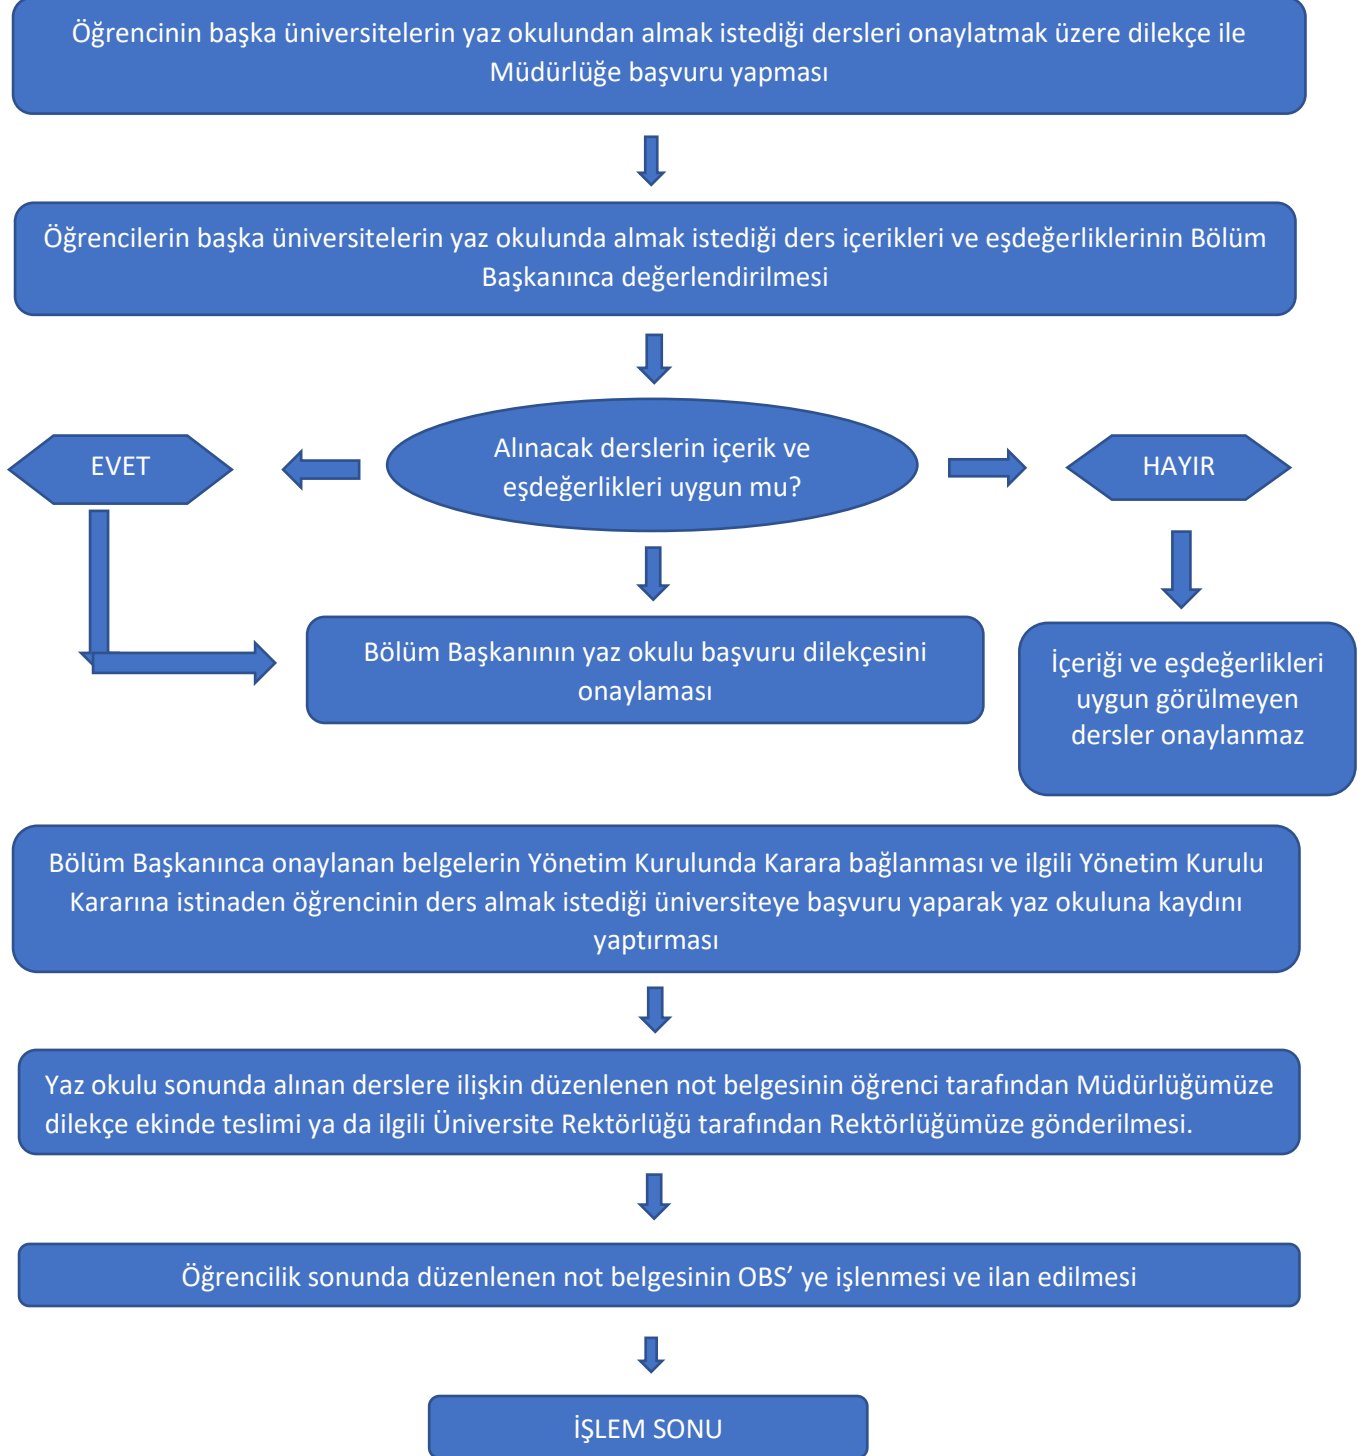 Öğrencinin başka üniversitelerin yaz okulundan almak istediği dersleri onaylatmak üzere dilekçe ile
Müdürlüğe başvuru yapması
Öğrencilerin başka üniversitelerin yaz okulunda almak istediği ders içerikleri ve eşdeğerliklerinin Bölüm
Başkanınca değerlendirilmesi
Alınacak derslerin içerik ve
eşdeğerlikleri uygun mu?
EVET
HAYIR
Bölüm Başkanının yaz okulu başvuru dilekçesini
onaylaması
İçeriği ve eşdeğerlikleri
uygun görülmeyen
dersler onaylanmaz
Bölüm Başkanınca onaylanan belgelerin Yönetim Kurulunda Karara bağlanması ve ilgili Yönetim Kurulu
Kararına istinaden öğrencinin ders almak istediği üniversiteye başvuru yaparak yaz okuluna kaydını
yaptırması
Yaz okulu sonunda alınan derslere ilişkin düzenlenen not belgesinin öğrenci tarafından Müdürlüğümüze
dilekçe ekinde teslimi ya da ilgili Üniversite Rektörlüğü tarafından Rektörlüğümüze gönderilmesi.
Öğrencilik sonunda düzenlenen not belgesinin OBS’ ye işlenmesi ve ilan edilmesi
İŞLEM SONU